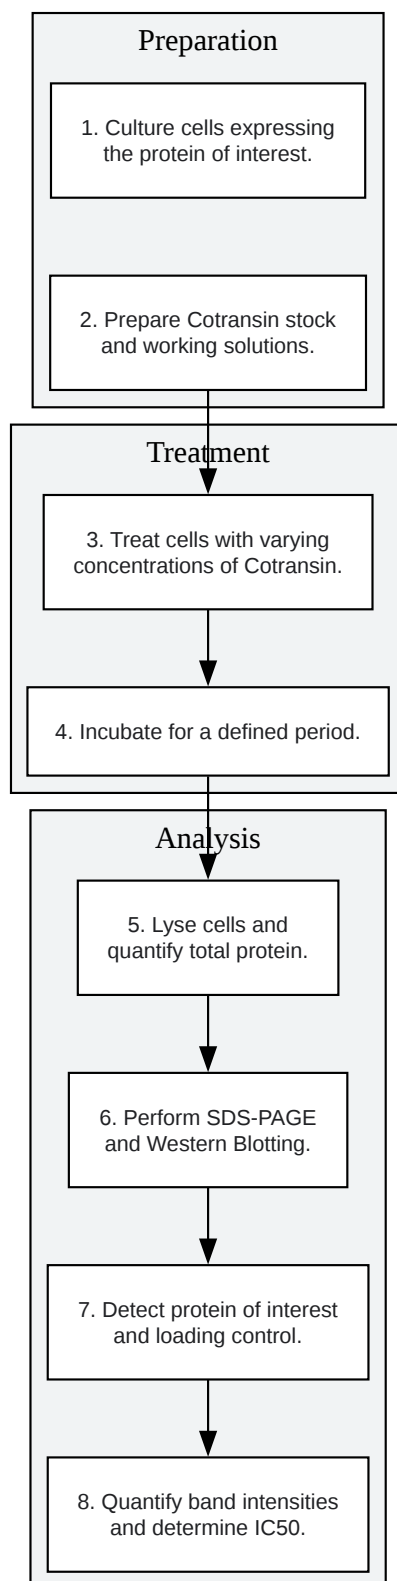 Preparation
1. Culture cells expressing
the protein of interest.
2. Prepare Cotransin stock
and working solutions.
Treatment
3. Treat cells with varying
concentrations of Cotransin.
4. Incubate for a defined period.
Analysis
5. Lyse cells and
quantify total protein.
6. Perform SDS-PAGE
and Western Blotting.
7. Detect protein of interest
and loading control.
8. Quantify band intensities
and determine IC50.